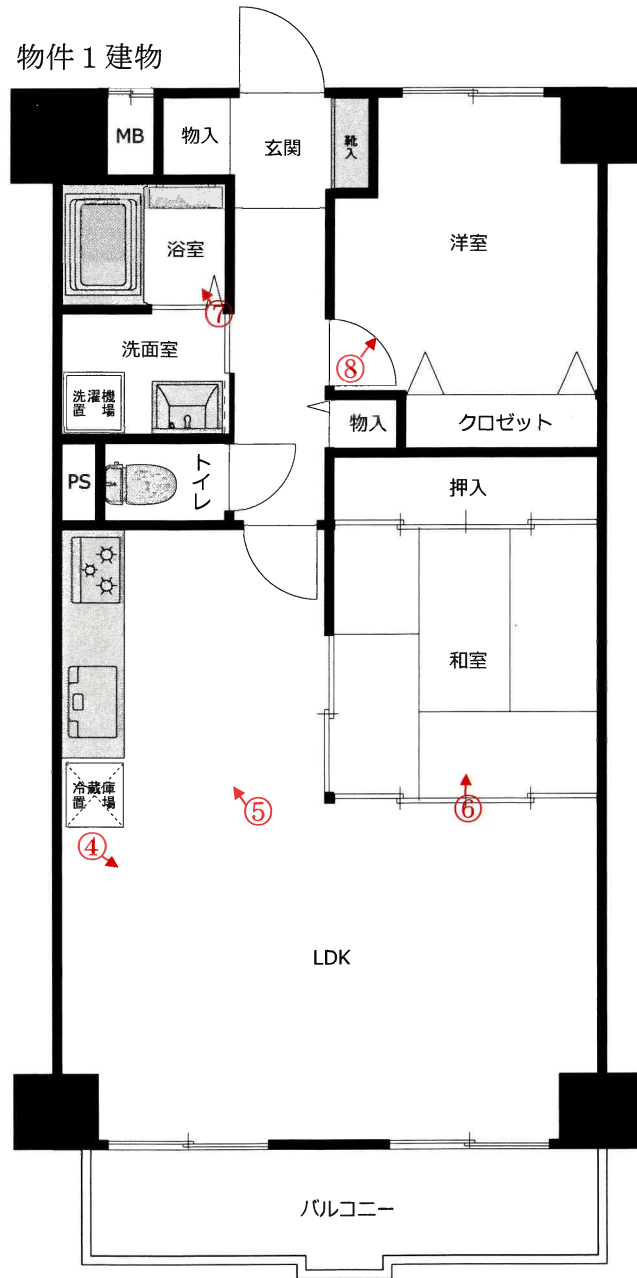 物件1建物
MB
物入
玄関
靴入
洋室
浴室
⑦
洗面室
⑧
洗濯機
置場
物入
クロゼット
PS
トイレ
押入
和室
冷蔵庫
置場
⑤
⑥
④
LDK
バルコニー